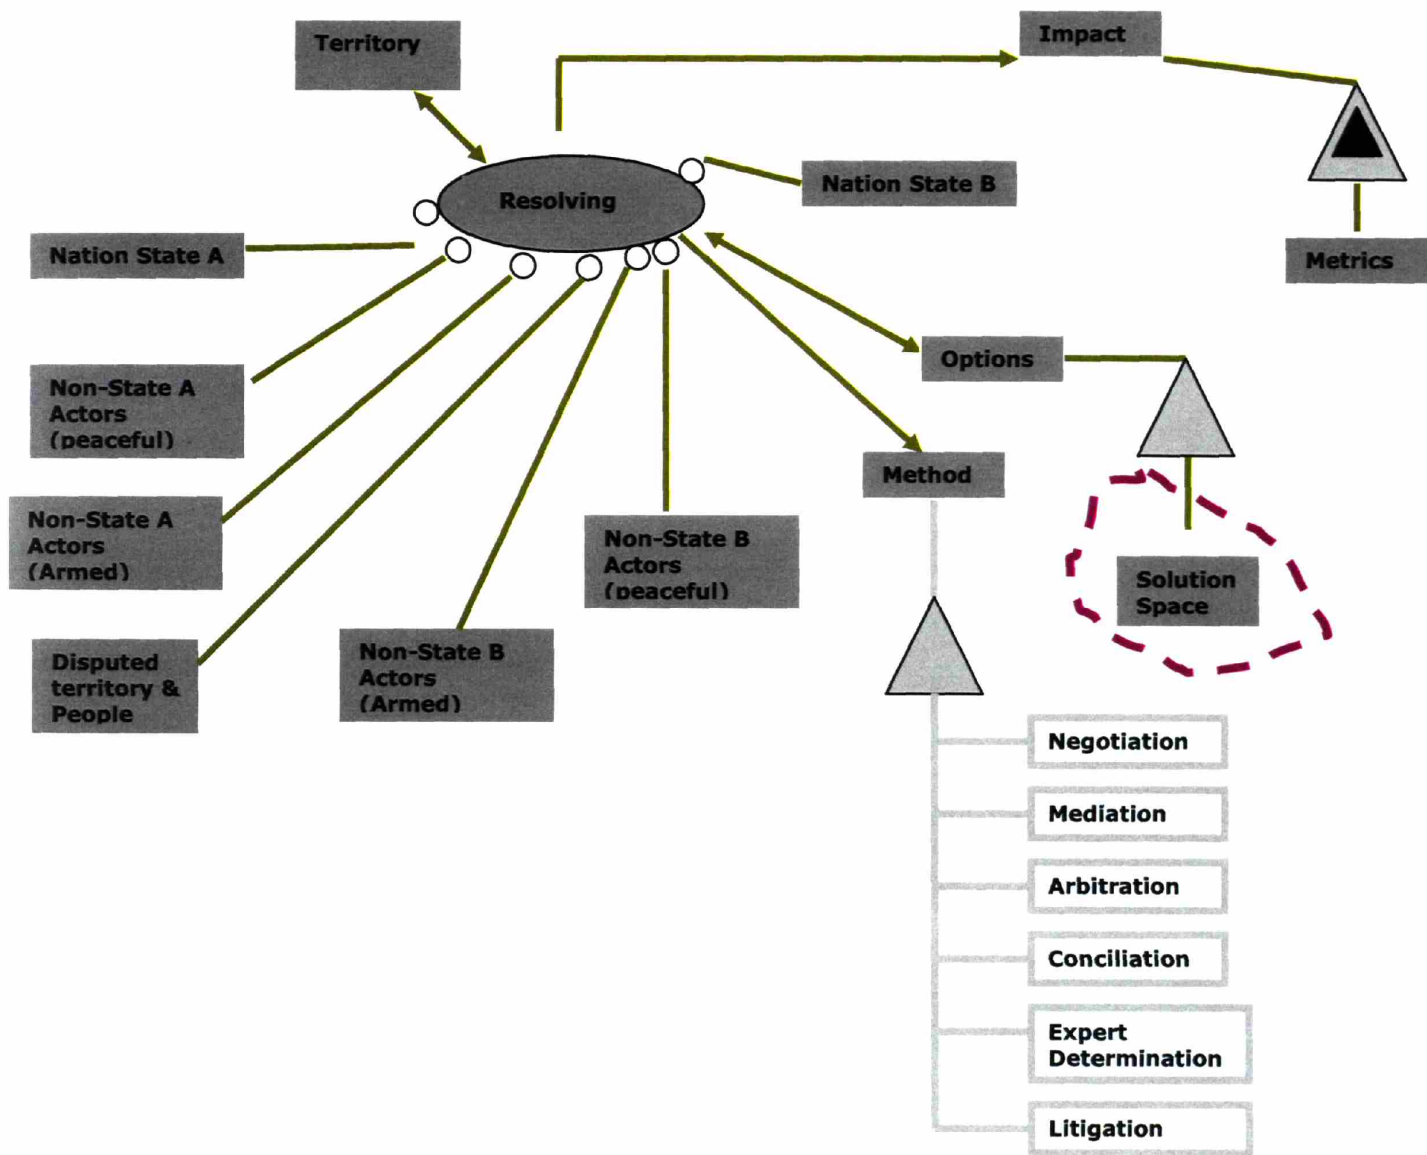 Territory
Impact
Resolving
Nation State B
Nation State A
Metrics
Options
Non-State A
Actors
(peaceful)
Method
Non-State A
Actors
(Armed)
Non-State B
Actors
(peaceful)
Solution
Space
Disputed
territory &
People
Non-State B
Actors
(Armed)
Negotiation
Mediation
Arbitration
Conciliation
Expert
Determination
Litigation